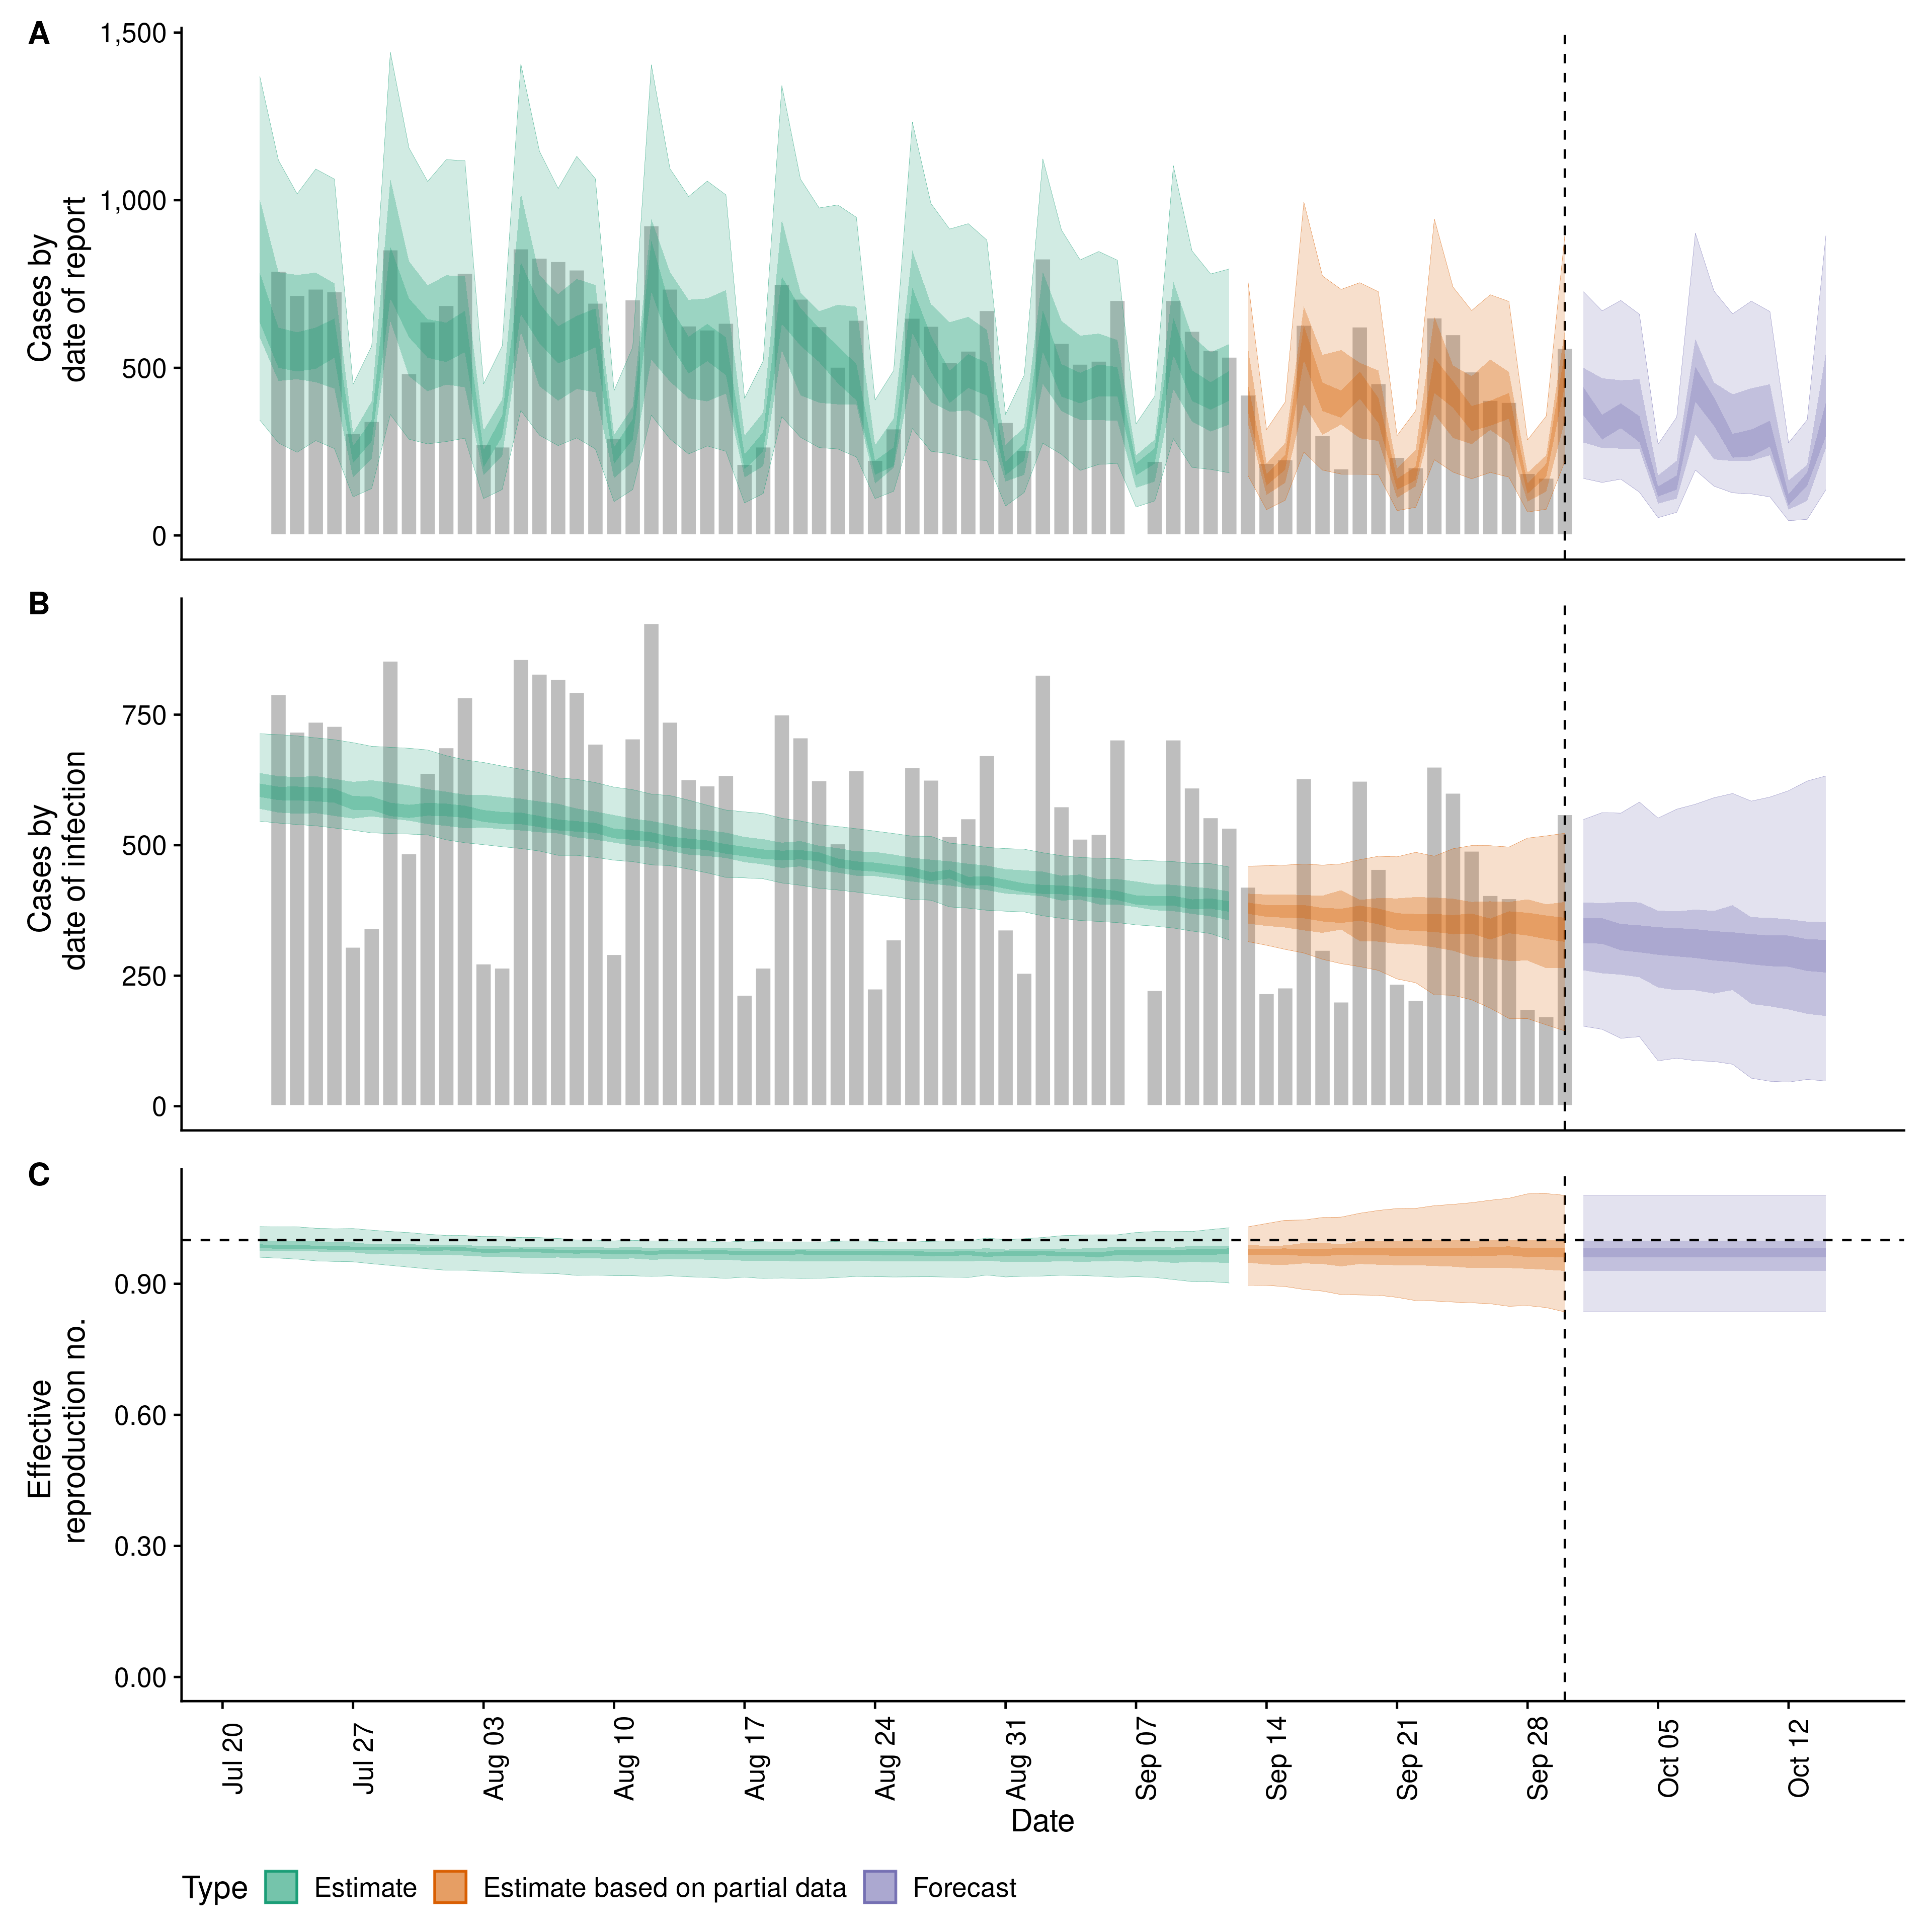 A
Cases by
date of report
1,500
1,000
500
0
B
Cases by
date of infection
750
500
250
0
C
Effective
reproduction no.
0.90
0.60
0.30
0.00
Jul 20
Jul 27
Aug 03
Aug 10
Aug 17
Aug 24
Aug 31
Sep 07
Sep 14
Sep 21
Sep 28
Oct 05
Oct 12
Date
Type Estimate Estimate based on partial data Forecast